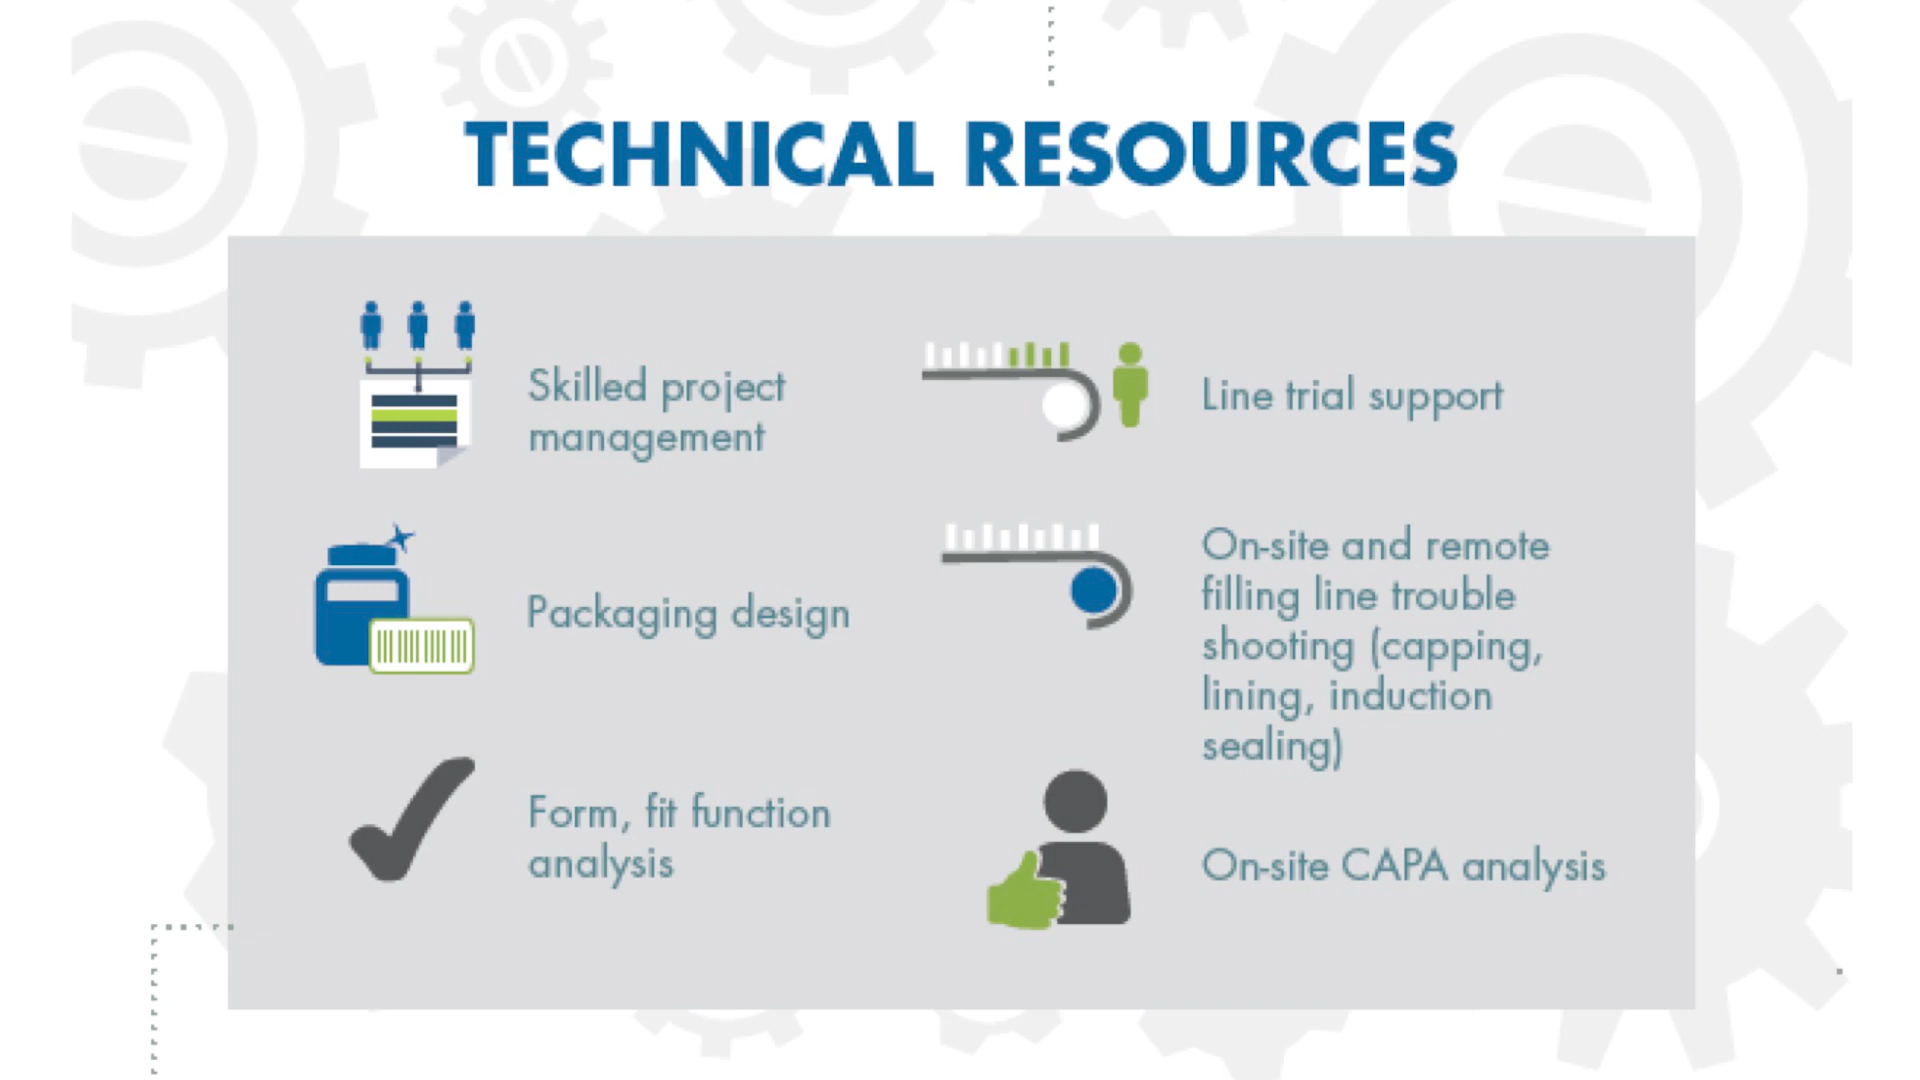 TECHNICAL RESOURCES
Skilled project
management
Packaging design
Form, fit function
analysis
Line trial support
On-site and remote
filling line trouble
shooting (capping,
lining, induction
sealing)
On-site CAPA analysis